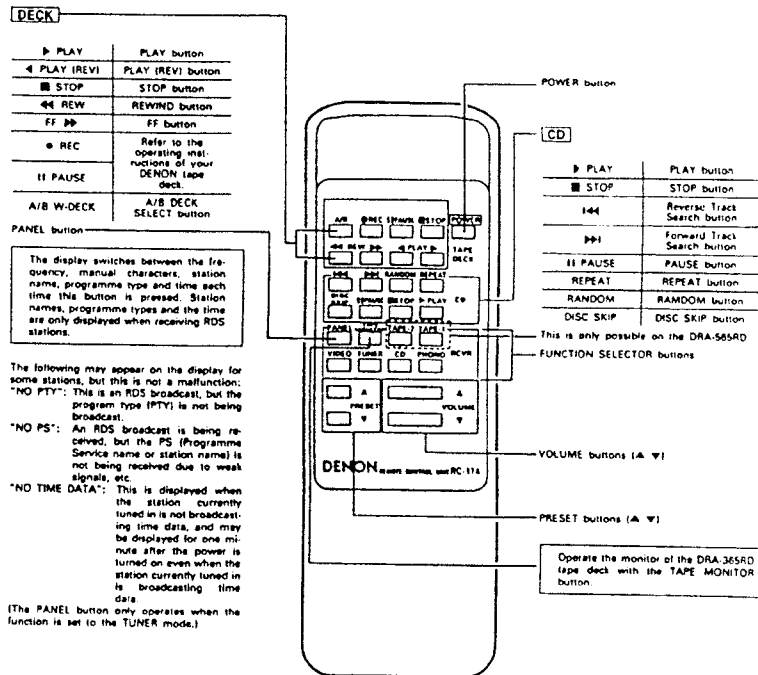 DECK
▶ PLAY PLAY button
◀ PLAY (REV) PLAY (REV) button
■ STOP STOP button
◀◀ REW REWIND button
FF ▶▶ FF button
● REC Refer to the
operating inst-
ructions of your
DENON tape
deck.
II PAUSE
A/B W-DECK A/B DECK
SELECT button
PANEL button
The display switches between the fre-
quency, manual characters, station
name, programme type and time each
time this button is pressed. Station
names, programme types and the time
are only displayed when receiving RDS
stations.
The following may appear on the display for
some stations, but this is not a malfunction:
"NO PTY": This is an RDS broadcast, but the
program type (PTY) is not being
broadcast.
"NO PS": An RDS broadcast is being re-
ceived, but the PS (Programme
Service name or station name) is
not being received due to weak
signals, etc.
"NO TIME DATA": This is displayed when
the station currently
tuned in is not broadcast-
ing time data, and may
be displayed for one mi-
nute after the power is
turned on even when the
station currently tuned in
is broadcasting time
data.
(The PANEL button only operates when the
function is set to the TUNER mode.)
A/B ● REC II PAUSE ■ STOP POWER
◀◀ REW ▶▶ ◀ PLAY ▶ TAPE
DECK
I◀◀ ▶▶I RANDOM REPEAT
DISC
SKIP II PAUSE ■ STOP ▶ PLAY CD
PANEL TAPE-2 TAPE-1
VIDEO TUNER CD PHONO RCVR
▲ ▲
PRESET VOLUME
▼ ▼
DENON REMOTE CONTROL UNIT RC-174
POWER button
CD
▶ PLAY PLAY button
■ STOP STOP button
I◀◀ Reverse Track
Search button
▶▶I Forward Track
Search button
II PAUSE PAUSE button
REPEAT REPEAT button
RANDOM RAMDOM button
DISC SKIP DISC SKIP button
This is only possible on the DRA-565RD
FUNCTION SELECTOR buttons
VOLUME buttons (▲ ▼)
PRESET buttons (▲ ▼)
Operate the monitor of the DRA-365RD
tape deck with the TAPE MONITOR
button.